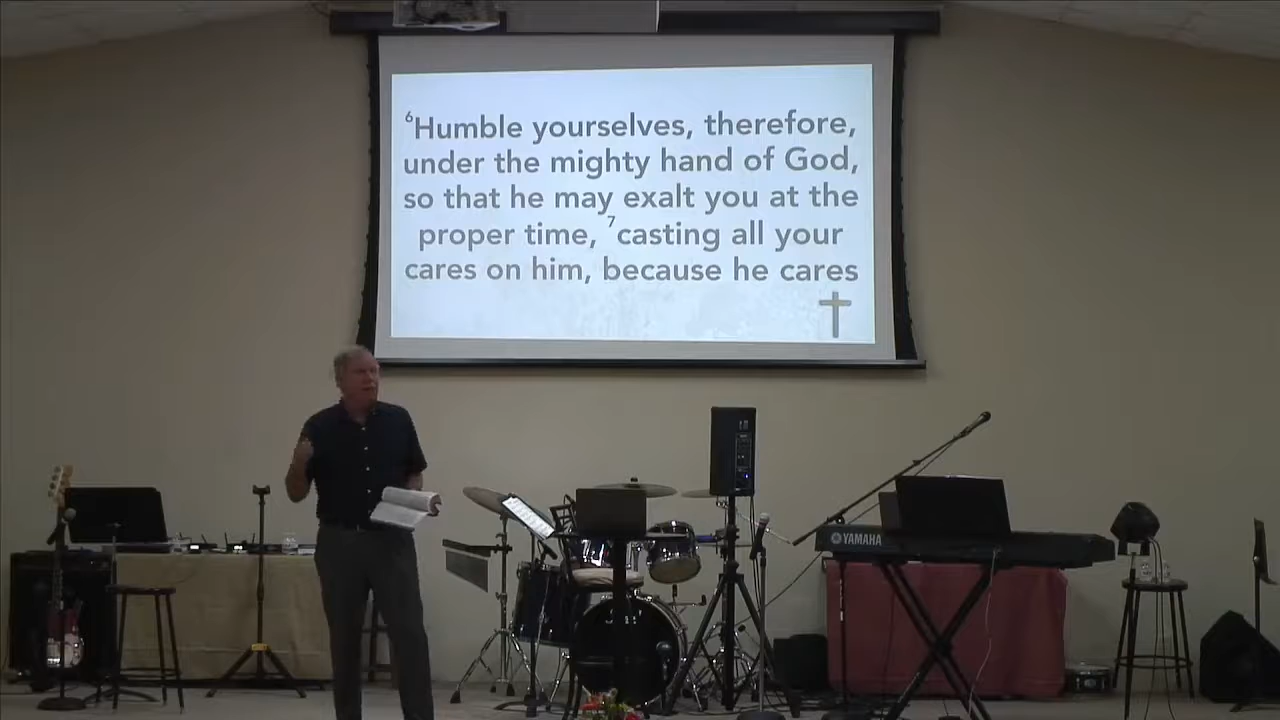 ⁶Humble yourselves, therefore,
under the mighty hand of God,
so that he may exalt you at the
proper time, ⁷casting all your
cares on him, because he cares
YAMAHA